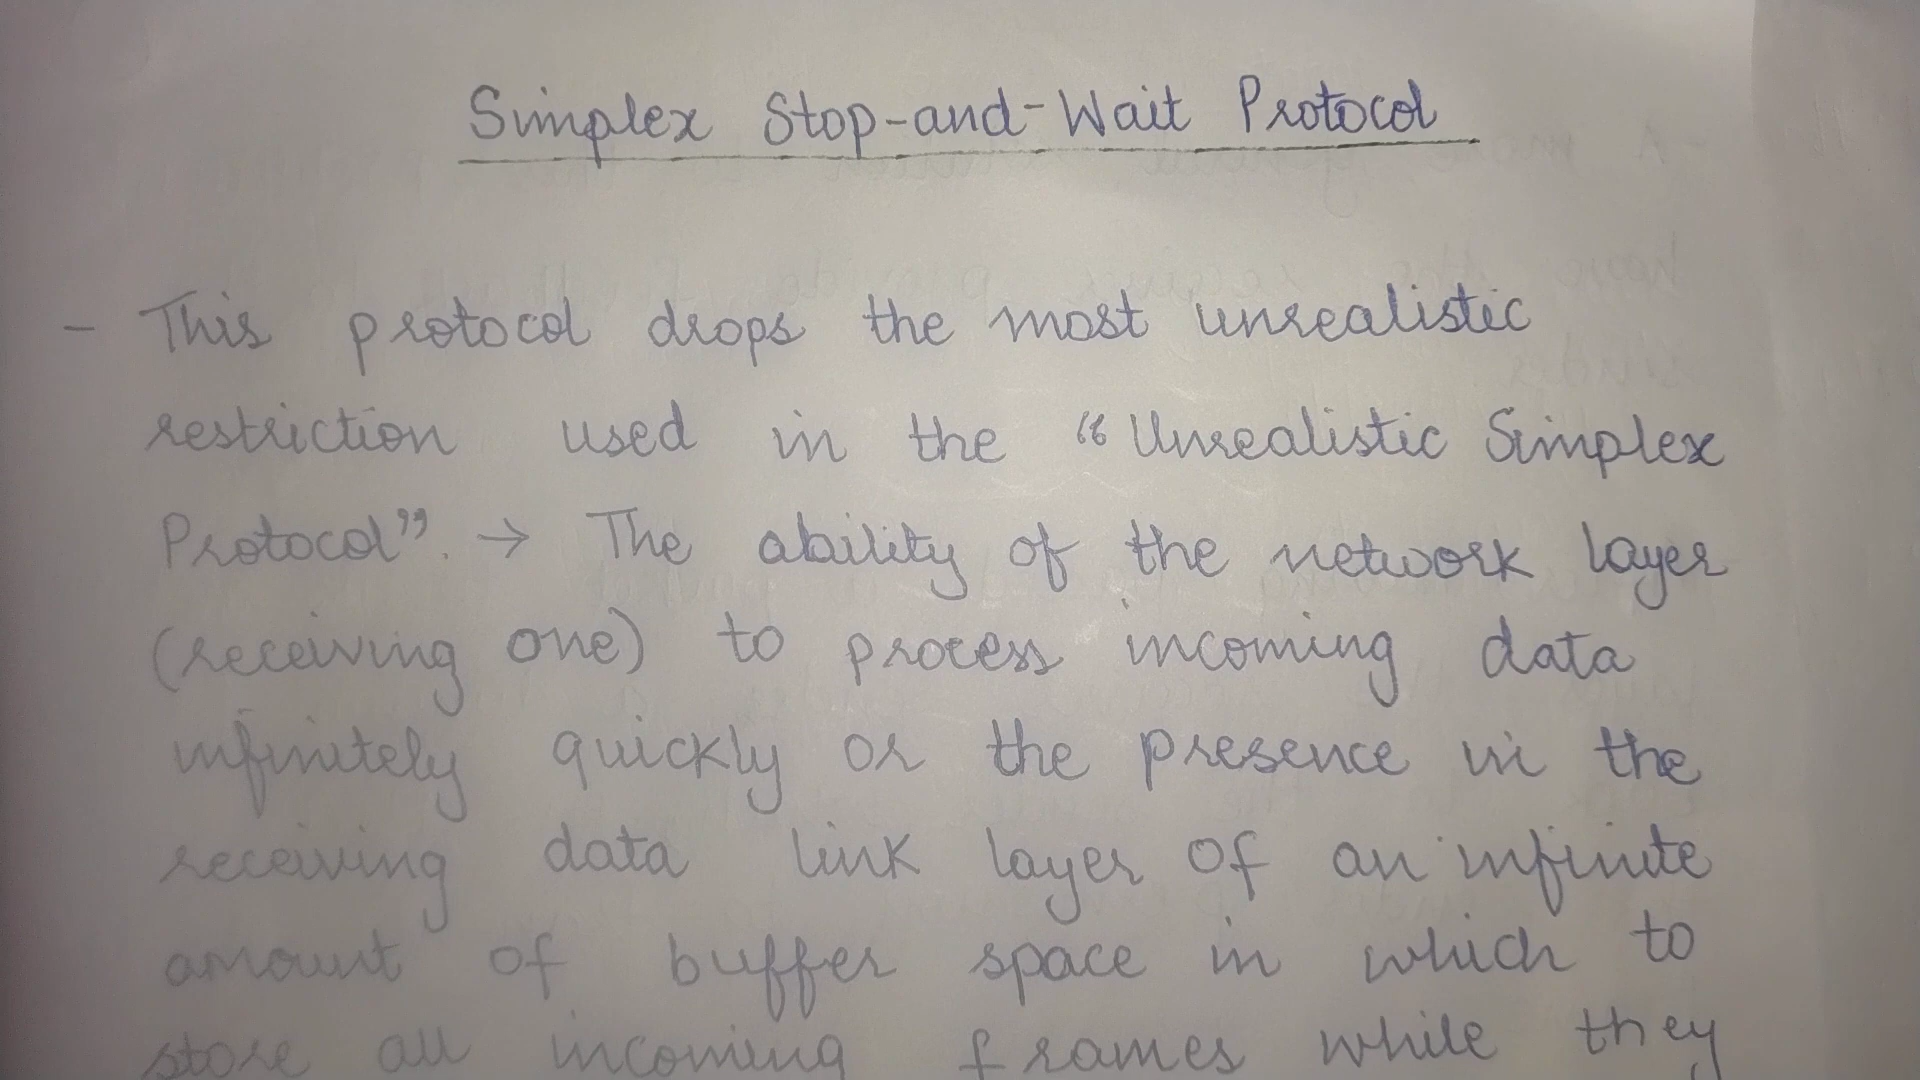 Simplex Stop-and-Wait Protocol
- This protocol drops the most unrealistic
restriction used in the "Unrealistic Simplex
Protocol". → The ability of the network layer
(receiving one) to process incoming data
infinitely quickly or the presence in the
receiving data link layer of an infinite
amount of buffer space in which to
store all incoming frames while they